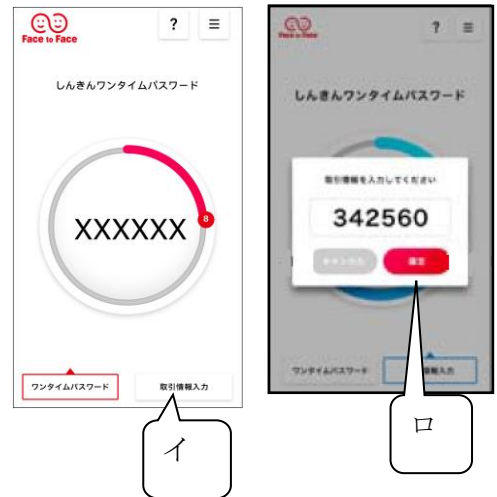 Face to Face
? ≡
しんきんワンタイムパスワード
XXXXXX
8
ワンタイムパスワード 取引情報入力
イ
Face to Face
? ≡
しんきんワンタイムパスワード
取引情報を入力してください
342560
キャンセル 確定
ワンタイムパスワード 情報入力
ロ